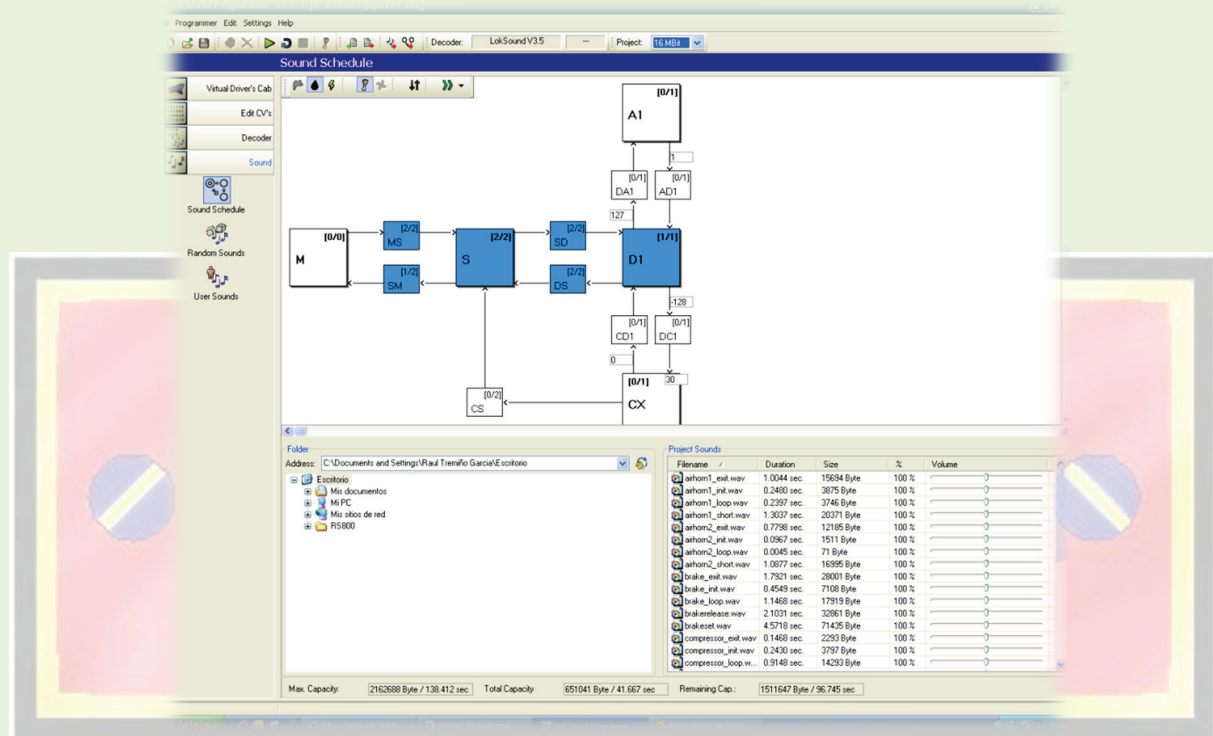 Programmer Edit Settings Help
Decoder: LokSound V3.5 --- Project: 16 MBit
Sound Schedule
Virtual Driver's Cab
Edit CV's
Decoder
Sound
Sound Schedule
Random Sounds
User Sounds
[0/1]
A1
1
[0/1] [0/1]
DA1 AD1
127
[0/0] [2/2] [2/2] [2/2] [1/1]
MS SD
M S D1
[1/2] [2/2]
SM DS
-128
[0/1] [0/1]
CD1 DC1
0
[0/1] 30
[0/2]
CS CX
Folder
Address: C:\Documents and Settings\Raul Tremiño Garcia\Escritorio
Escritorio
Mis documentos
Mi PC
Mis sitios de red
RS800
Project Sounds
Filename Duration Size % Volume
airhorn1_exit.wav 1.0044 sec. 15694 Byte 100 %
airhorn1_init.wav 0.2480 sec. 3875 Byte 100 %
airhorn1_loop.wav 0.2397 sec. 3746 Byte 100 %
airhorn1_short.wav 1.3037 sec. 20371 Byte 100 %
airhorn2_exit.wav 0.7798 sec. 12185 Byte 100 %
airhorn2_init.wav 0.0967 sec. 1511 Byte 100 %
airhorn2_loop.wav 0.0045 sec. 71 Byte 100 %
airhorn2_short.wav 1.0877 sec. 16995 Byte 100 %
brake_exit.wav 1.7921 sec. 28001 Byte 100 %
brake_init.wav 0.4549 sec. 7108 Byte 100 %
brake_loop.wav 1.1468 sec. 17919 Byte 100 %
brakerelease.wav 2.1031 sec. 32861 Byte 100 %
brakeset.wav 4.5718 sec. 71435 Byte 100 %
compressor_exit.wav 0.1468 sec. 2293 Byte 100 %
compressor_init.wav 0.2430 sec. 3797 Byte 100 %
compressor_loop.w... 0.9148 sec. 14293 Byte 100 %
Max. Capacity: 2162688 Byte / 138.412 sec Total Capacity 651041 Byte / 41.667 sec Remaining Cap.: 1511647 Byte / 96.745 sec